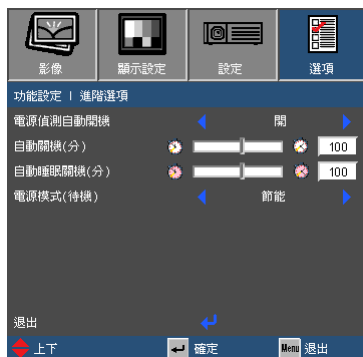 影像 顯示設定 設定 選項
功能設定 | 進階選項
電源偵測自動開機 開
自動關機(分) 100
自動睡眠關機(分) 100
電源模式(待機) 節能
退出
上下 確定 Menu 退出